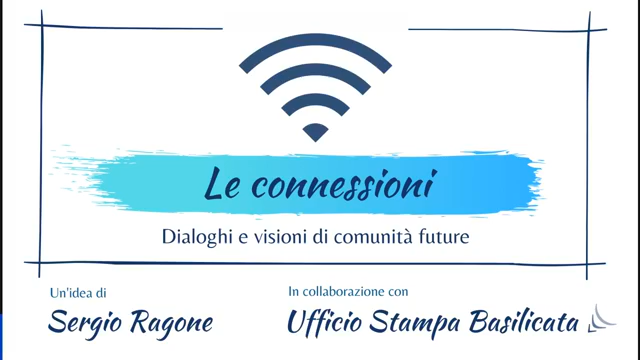 Le connessioni
Dialoghi e visioni di comunità future
Un'idea di
Sergio Ragone
In collaborazione con
Ufficio Stampa Basilicata